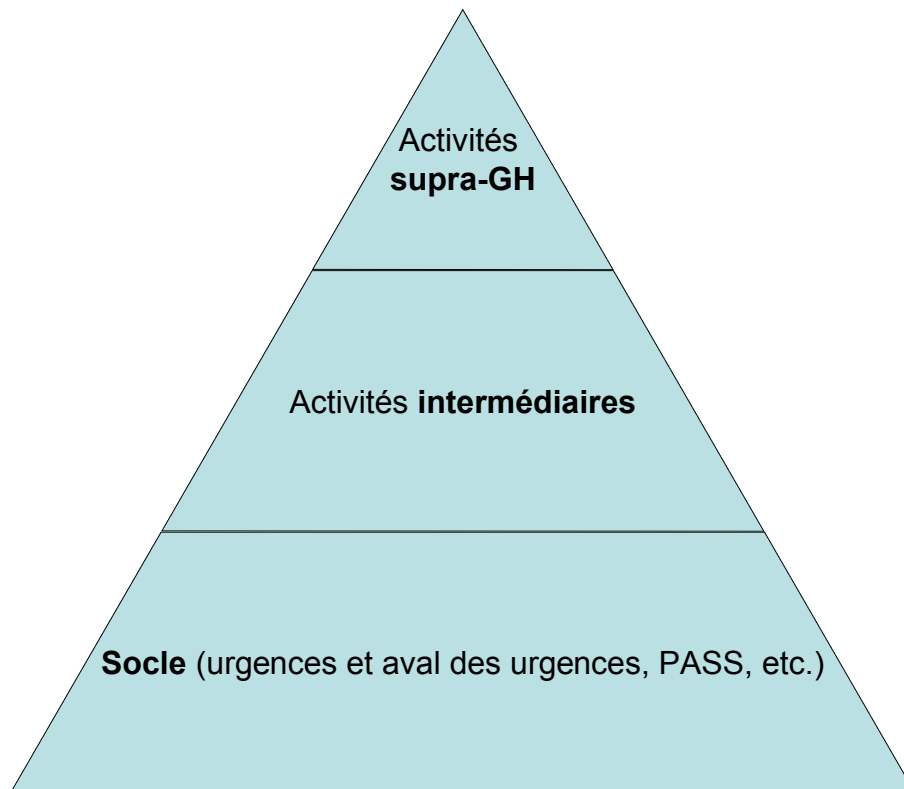 Activités
supra-GH
Activités intermédiaires
Socle (urgences et aval des urgences, PASS, etc.)